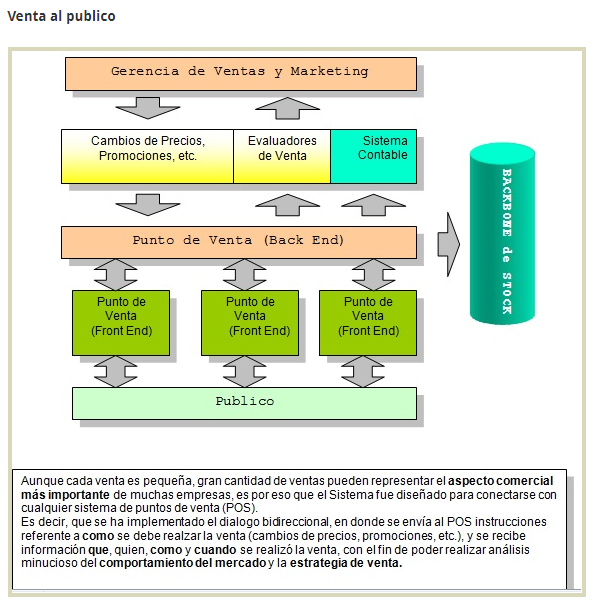 Venta al publico
Gerencia de Ventas y Marketing
Cambios de Precios,
Promociones, etc.
Evaluadores
de Venta
Sistema
Contable
BACKBONE de STOCK
Punto de Venta (Back End)
Punto de
Venta
(Front End)
Punto de
Venta
(Front End)
Punto de
Venta
(Front End)
Publico
Aunque cada venta es pequeña, gran cantidad de ventas pueden representar el aspecto comercial
más importante de muchas empresas, es por eso que el Sistema fue diseñado para conectarse con
cualquier sistema de puntos de venta (POS).
Es decir, que se ha implementado el dialogo bidireccional, en donde se envía al POS instrucciones
referente a como se debe realzar la venta (cambios de precios, promociones, etc.), y se recibe
información que, quien, como y cuando se realizó la venta, con el fin de poder realizar análisis
minucioso del comportamiento del mercado y la estrategia de venta.